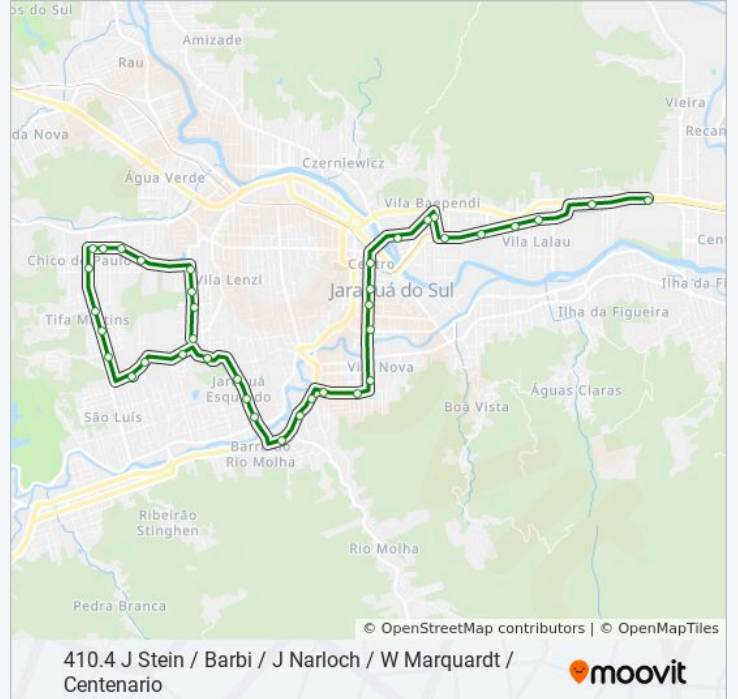 os do Sul
Amizade
Rau
Vieira
Recan
da Nova
Czerniewicz
Água Verde
Vila Baependi
Vila Lalau
Cen
Chico de Paulo
Vila Lenzi
Centro
Jaraguá do Sul
Ilha da Fi
Ilha da Figueira
Tifa Martins
Vila Nova
Jaraguá
Esquerdo
Águas Claras
Boa Vista
São Luís
Barra do
Rio Molha
Ribeirão
Stinghen
Rio Molha
Pedra Branca
© OpenStreetMap contributors | © OpenMapTiles
410.4 J Stein / Barbi / J Narloch / W Marquardt /
Centenario
moovit